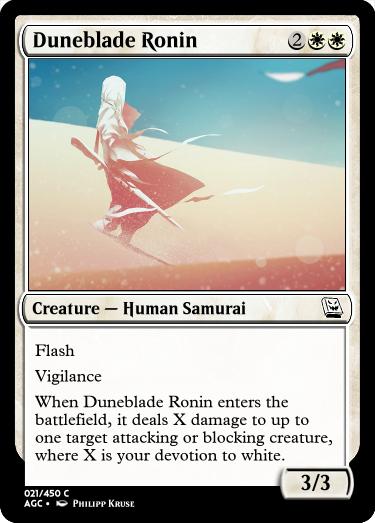 Duneblade Ronin 2
Creature — Human Samurai
Flash
Vigilance
When Duneblade Ronin enters the
battlefield, it deals X damage to up to
one target attacking or blocking creature,
where X is your devotion to white.
3/3
021/450 C
AGC • Philipp Kruse